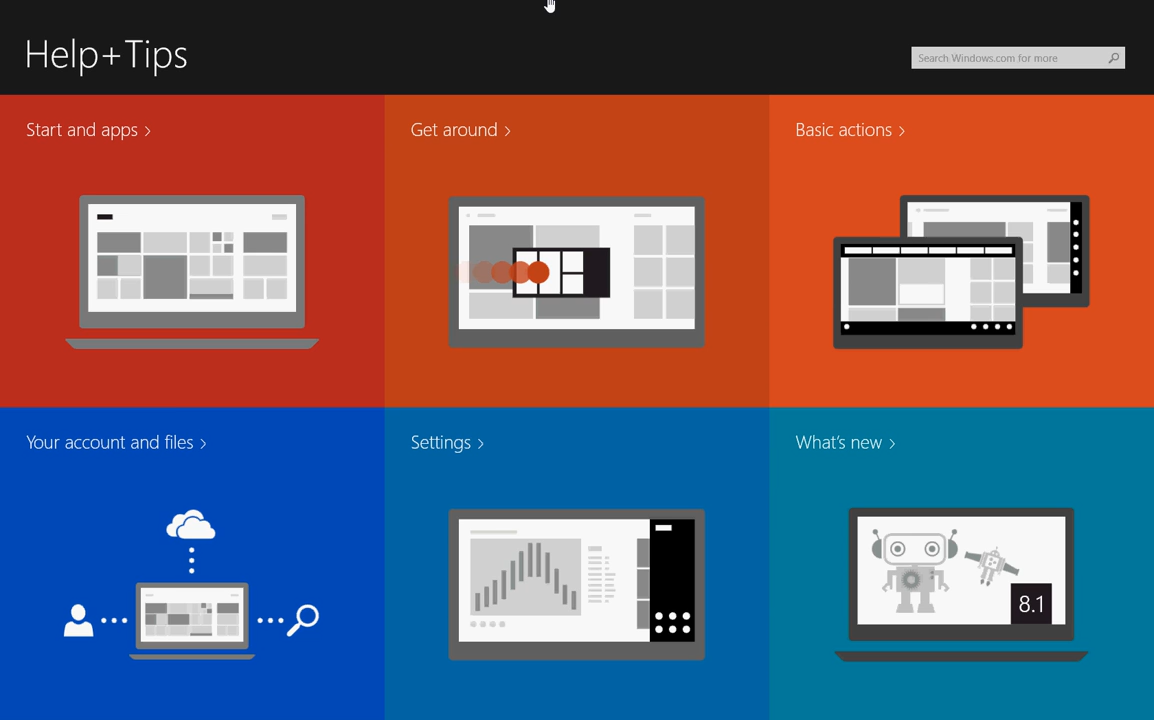 Help+Tips
Search Windows.com for more
Start and apps
Get around
Basic actions
Your account and files
Settings
What's new
8.1